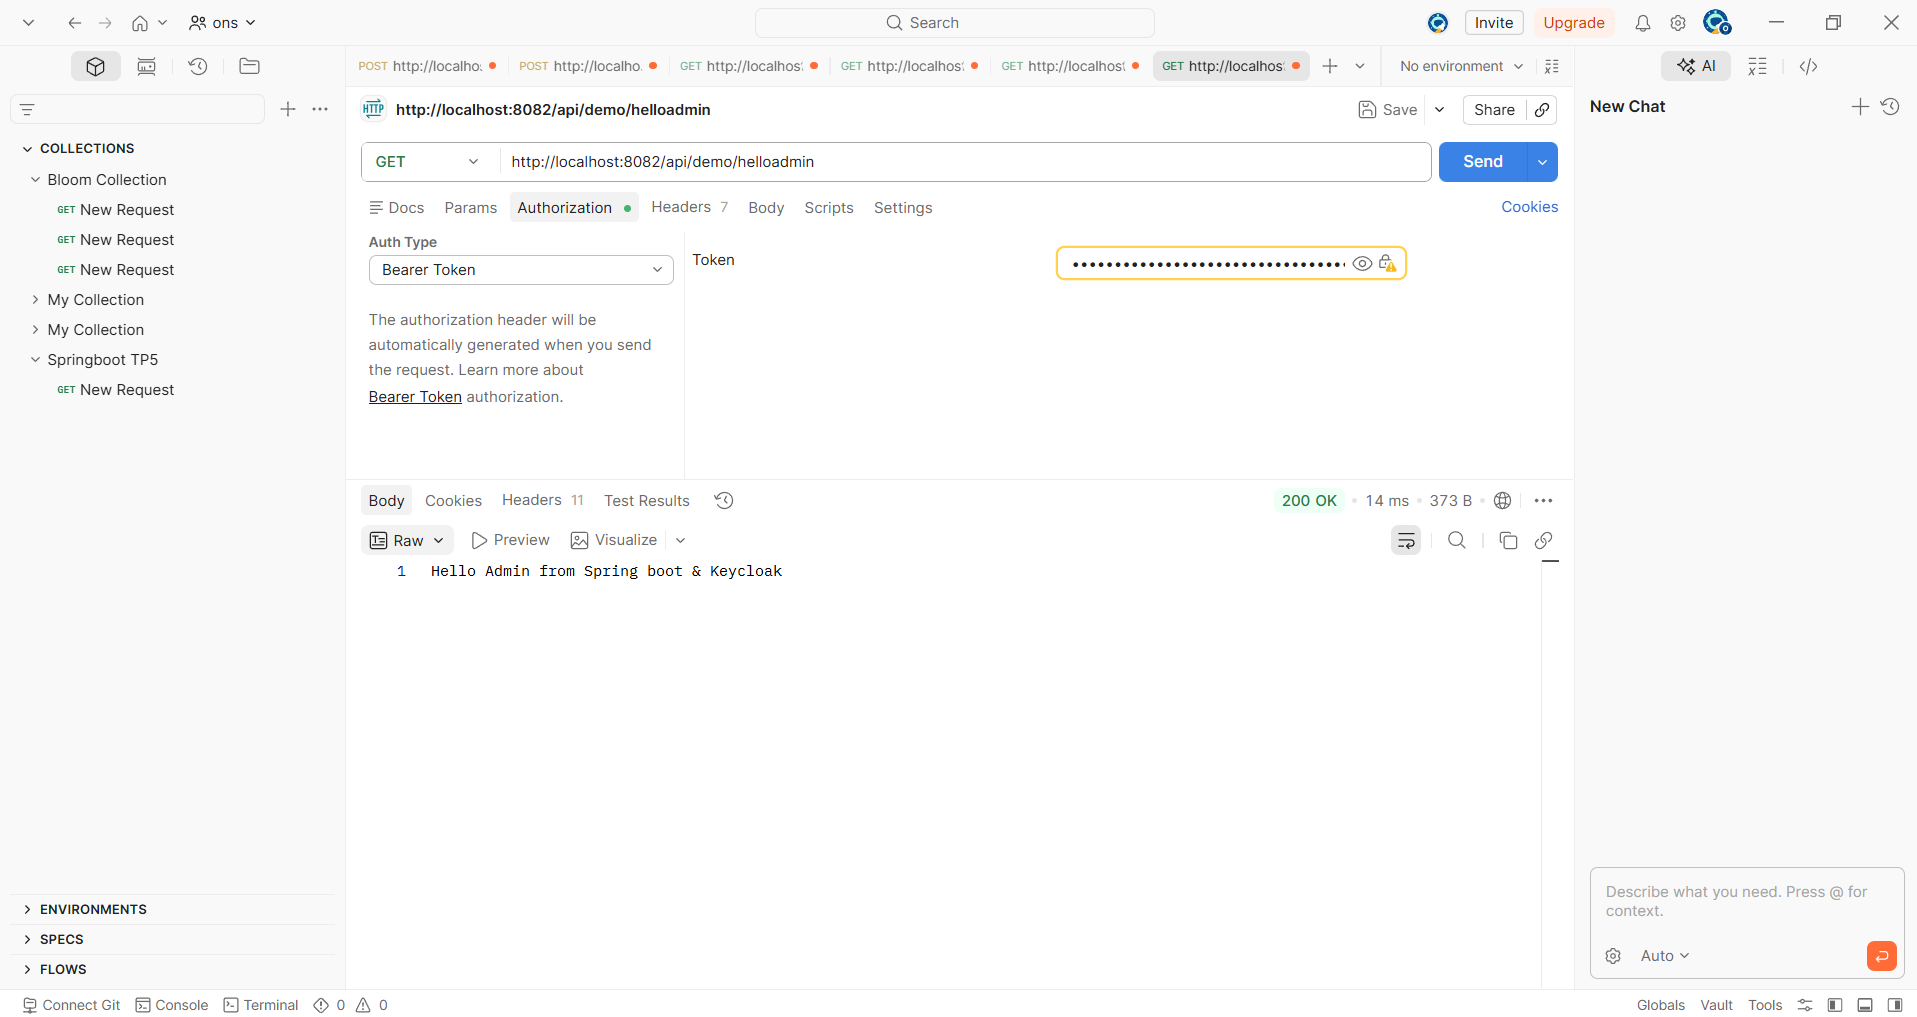 ons
Search
Invite
Upgrade
POST http://localho.
POST http://localho.
GET http://localhos
GET http://localhos
GET http://localhos
GET http://localhos
No environment
AI
HTTP http://localhost:8082/api/demo/helloadmin
Save
Share
New Chat
COLLECTIONS
Bloom Collection
GET New Request
GET New Request
GET New Request
My Collection
My Collection
Springboot TP5
GET New Request
GET
http://localhost:8082/api/demo/helloadmin
Send
Docs
Params
Authorization
Headers 7
Body
Scripts
Settings
Cookies
Auth Type
Bearer Token
Token
The authorization header will be
automatically generated when you send
the request. Learn more about
Bearer Token authorization.
Body
Cookies
Headers 11
Test Results
200 OK
14 ms
373 B
Raw
Preview
Visualize
1 Hello Admin from Spring boot & Keycloak
Describe what you need. Press @ for
context.
Auto
ENVIRONMENTS
SPECS
FLOWS
Connect Git
Console
Terminal
0
0
Globals
Vault
Tools